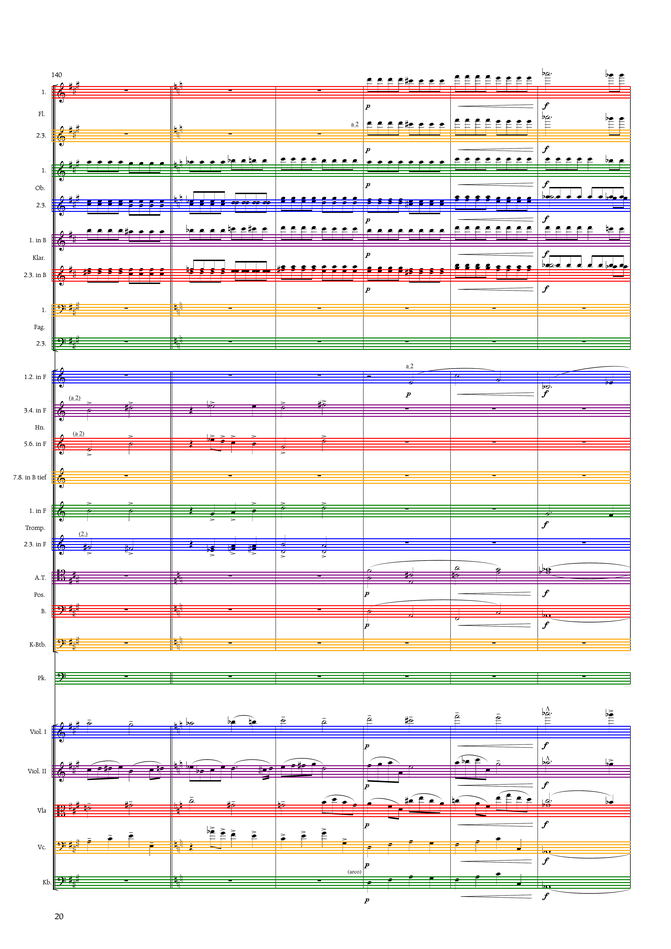 140
1.
Fl.
a 2
2.3.
p f
p f
1.
Ob.
p f
2.3.
p f
1. in B
Klar.
p f
2.3. in B
p f
1.
Fag.
2.3.
a 2
1.2. in F
p f
(a 2)
3.4. in F
Hn.
(a 2)
5.6. in F
7.8. in B tief
1. in F
f
Tromp.
(2.)
2.3. in F
A.T.
Pos.
p f
B.
p f
K-Btb.
Pk.
Viol. I
p f
Viol. II
p f
Vla
p f
Vc.
p f
(arco)
Kb.
p f
20